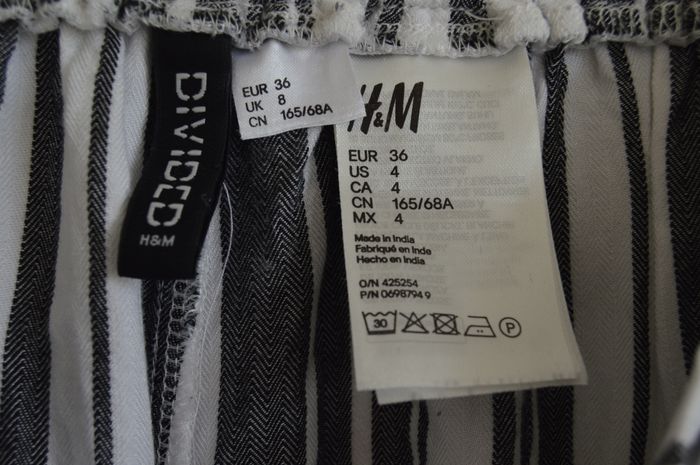 DIVIDED
H&M
EUR 36
UK 8
CN 165/68A
H&M
EUR 36
US 4
CA 4
CN 165/68A
MX 4
Made in India
Fabriqué en Inde
Hecho en India
O/N 425254
P/N 0698794 9
30
P